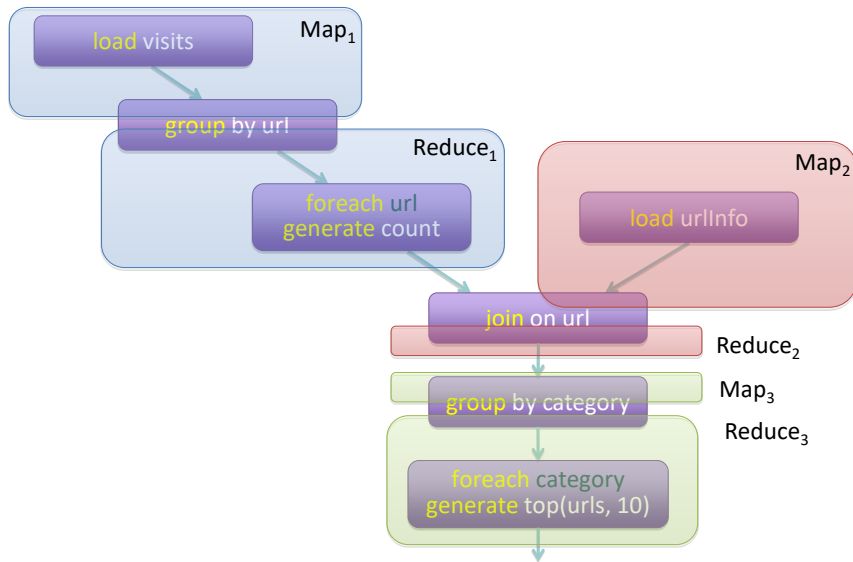 Map₁
load visits
group by url
Reduce₁
foreach url
generate count
Map₂
load urlInfo
join on url
Reduce₂
Map₃
group by category
Reduce₃
foreach category
generate top(urls, 10)